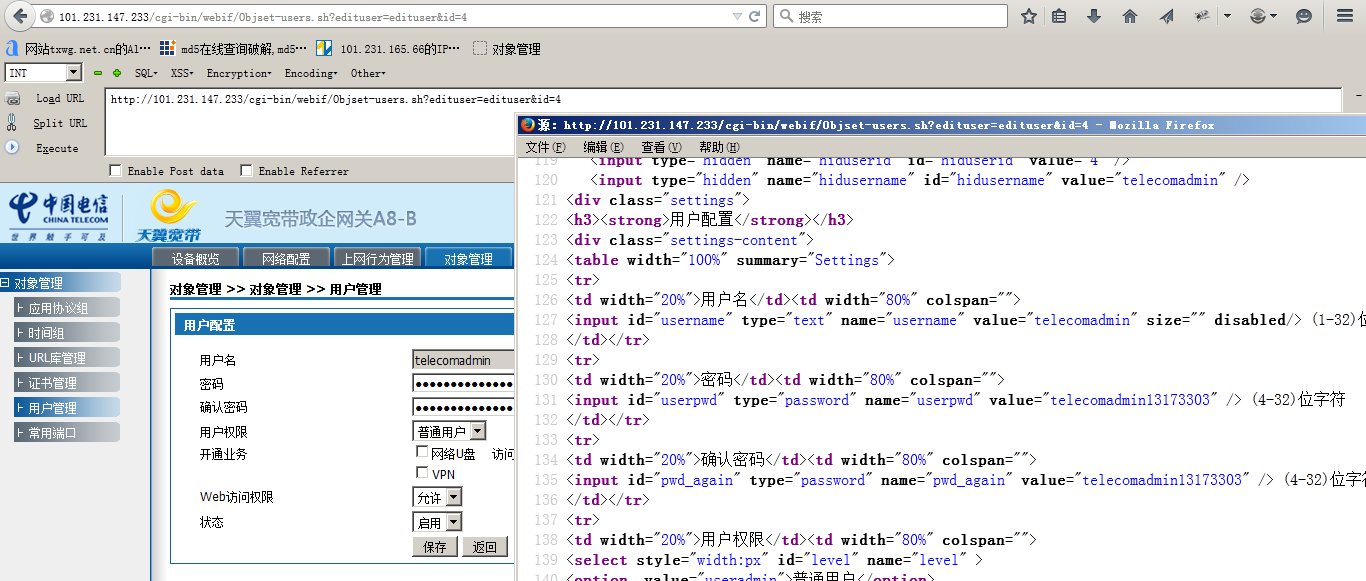 101.231.147.233/cgi-bin/webif/Objset-users.sh?edituser=edituser&id=4
搜索
网站txwg.net.cn的Al… md5在线查询破解,md5… 101.231.165.66的IP… 对象管理
INT SQL XSS Encryption Encoding Other
Load URL http://101.231.147.233/cgi-bin/webif/Objset-users.sh?edituser=edituser&id=4
Split URL
Execute
Enable Post data Enable Referrer
中国电信
CHINA TELECOM
世界触手可及
天翼宽带
天翼宽带政企网关A8-B
设备概览 网络配置 上网行为管理 对象管理
对象管理
应用协议组
时间组
URL库管理
证书管理
用户管理
常用端口
对象管理 >> 对象管理 >> 用户管理
用户配置
用户名 telecomadmin
密码 ●●●●●●●●●●●●●●
确认密码 ●●●●●●●●●●●●●●
用户权限 普通用户
开通业务 网络U盘 访问
VPN
Web访问权限 允许
状态 启用
保存 返回
源: http://101.231.147.233/cgi-bin/webif/Objset-users.sh?edituser=edituser&id=4 - Mozilla Firefox
文件(F) 编辑(E) 查看(V) 帮助(H)
119 <input type="hidden" name="hiduserid" id="hiduserid" value="4" />
120 <input type="hidden" name="hidusername" id="hidusername" value="telecomadmin" />
121 <div class="settings">
122 <h3><strong>用户配置</strong></h3>
123 <div class="settings-content">
124 <table width="100%" summary="Settings">
125 <tr>
126 <td width="20%">用户名</td><td width="80%" colspan="">
127 <input id="username" type="text" name="username" value="telecomadmin" size="" disabled/> (1-32)位
128 </td></tr>
129 <tr>
130 <td width="20%">密码</td><td width="80%" colspan="">
131 <input id="userpwd" type="password" name="userpwd" value="telecomadmin13173303" /> (4-32)位字符
132 </td></tr>
133 <tr>
134 <td width="20%">确认密码</td><td width="80%" colspan="">
135 <input id="pwd_again" type="password" name="pwd_again" value="telecomadmin13173303" /> (4-32)位字符
136 </td></tr>
137 <tr>
138 <td width="20%">用户权限</td><td width="80%" colspan="">
139 <select style="width:px" id="level" name="level" >
140 <option value="useradmin">普通用户</option>